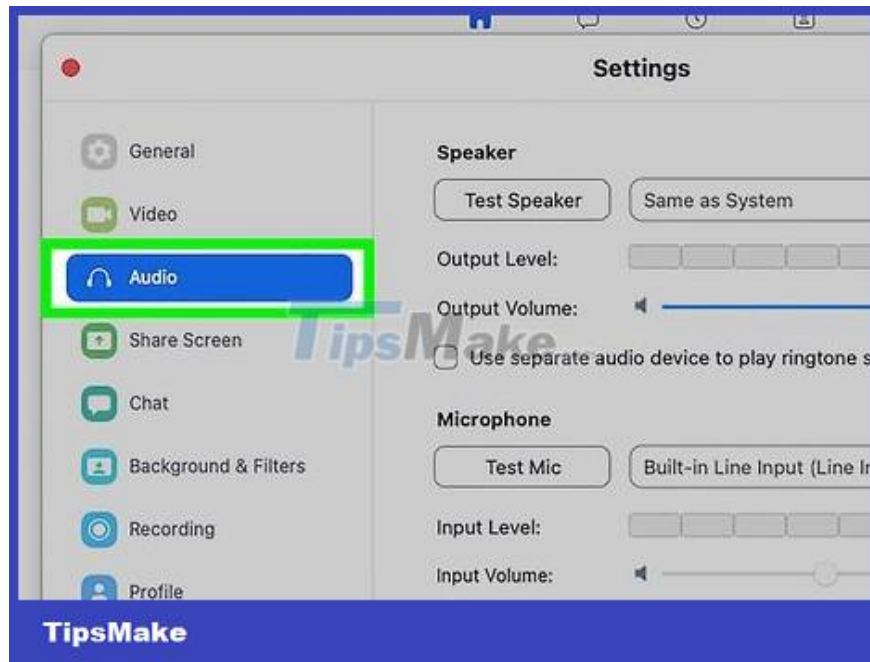 Settings
General
Video
Audio
Share Screen
Chat
Background & Filters
Recording
Profile
Speaker
Test Speaker
Same as System
Output Level:
Output Volume:
Use separate audio device to play ringtone s
Microphone
Test Mic
Built-in Line Input (Line In
Input Level:
Input Volume:
TipsMake
TipsMake